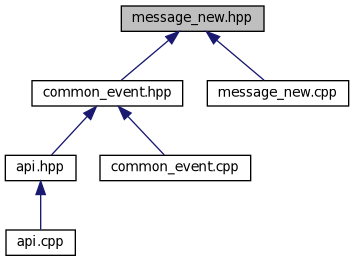 message_new.hpp
common_event.hpp
message_new.cpp
api.hpp
common_event.cpp
api.cpp